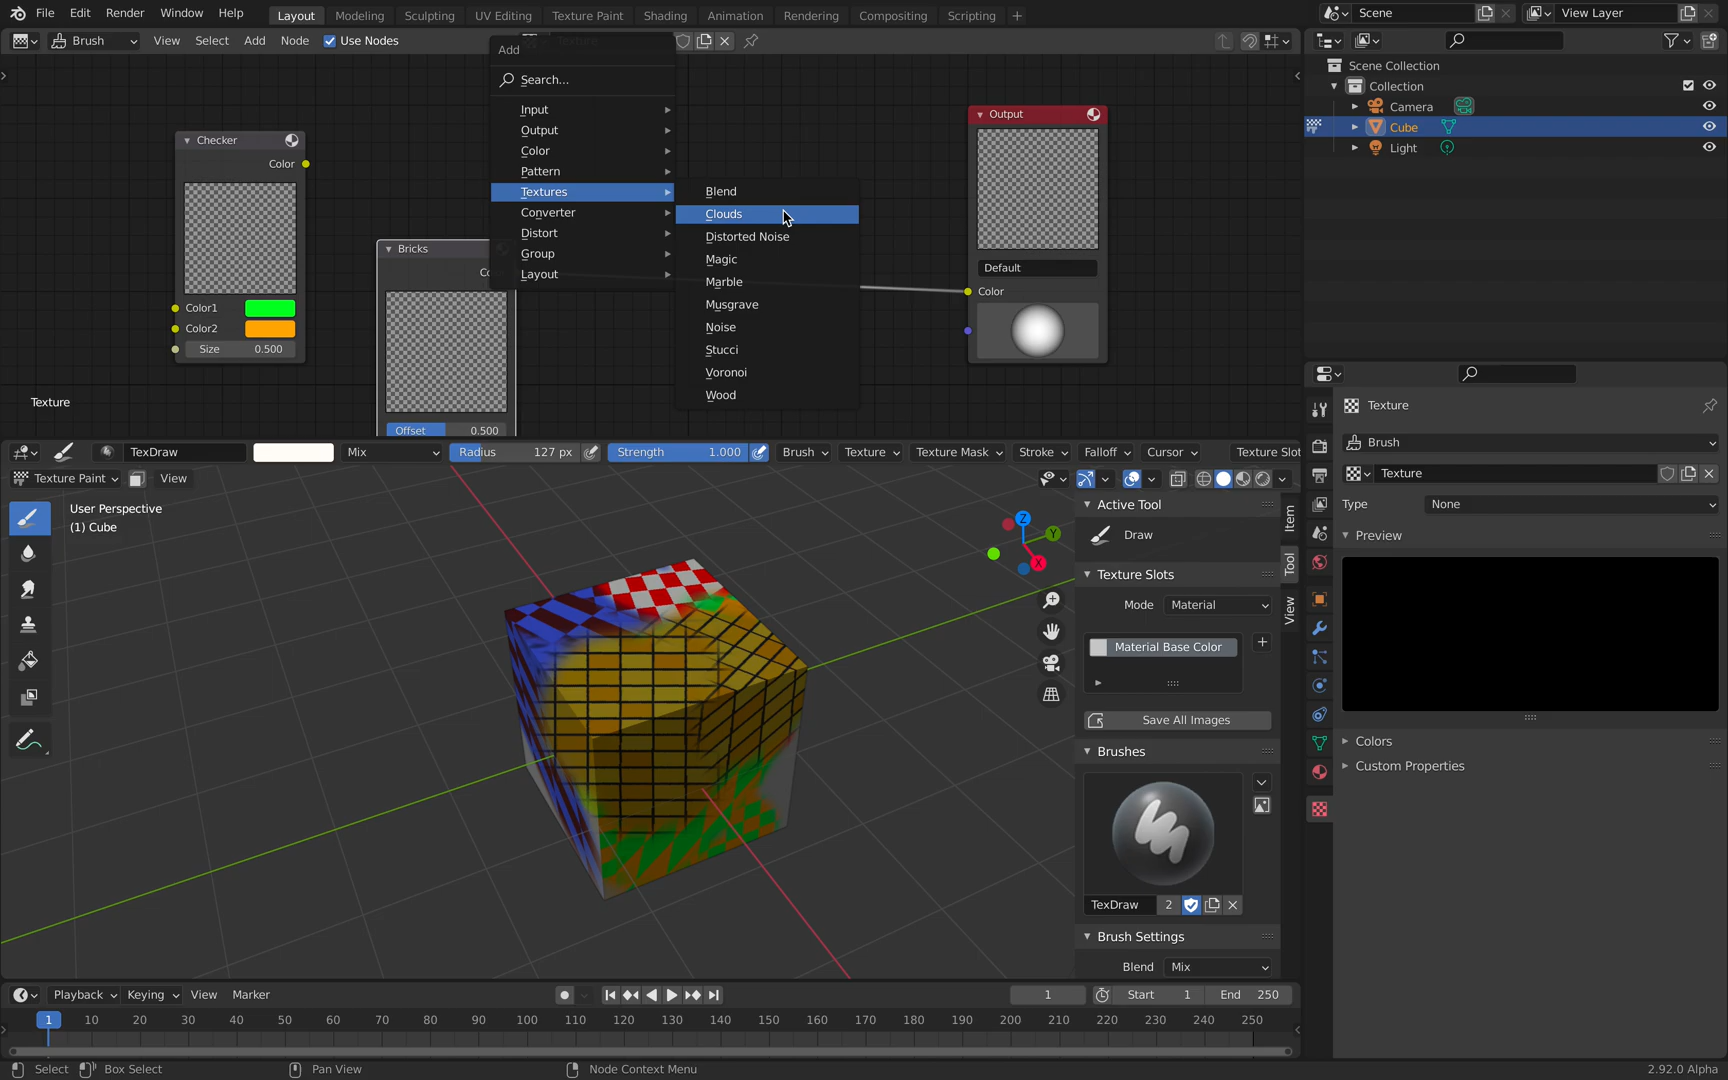 File Edit Render Window Help Layout Modeling Sculpting UV Editing Texture Paint Shading Animation Rendering Compositing Scripting + Scene View Layer
Brush View Select Add Node Use Nodes
Add
Search...
Input
Output
Color
Pattern
Textures
Converter
Distort
Group
Layout
Blend
Clouds
Distorted Noise
Magic
Marble
Musgrave
Noise
Stucci
Voronoi
Wood
Checker
Color
Color1
Color2
Size 0.500
Bricks
Offset 0.500
Output
Default
Color
Texture
Scene Collection
Collection
Camera
Cube
Light
TexDraw Mix Radius 127 px Strength 1.000 Brush Texture Texture Mask Stroke Falloff Cursor Texture Slot
Texture Paint View
User Perspective
(1) Cube
Z
Y
X
Active Tool
Draw
Texture Slots
Mode Material
Material Base Color
Save All Images
Brushes
TexDraw 2
Brush Settings
Blend Mix
Item
Tool
View
Texture
Brush
Texture
Type None
Preview
Colors
Custom Properties
Playback Keying View Marker 1 Start 1 End 250
1 10 20 30 40 50 60 70 80 90 100 110 120 130 140 150 160 170 180 190 200 210 220 230 240 250
Select Box Select Pan View Node Context Menu 2.92.0 Alpha